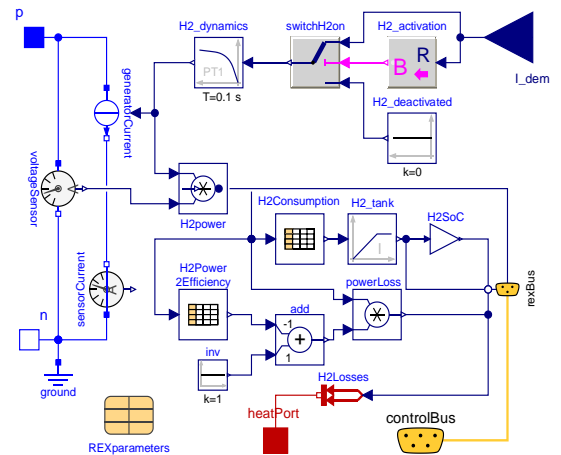 p
H2_dynamics
switchH2on
H2_activation
PT1
B
R
I_dem
T=0.1 s
generatorCurrent
H2_deactivated
k=0
voltageSensor
H2power
H2Consumption
H2_tank
I
H2SoC
sensorCurrent
A
H2Power
2Efficiency
powerLoss
rexBus
add
-1
+
1
n
inv
k=1
ground
H2Losses
heatPort
controlBus
REXparameters